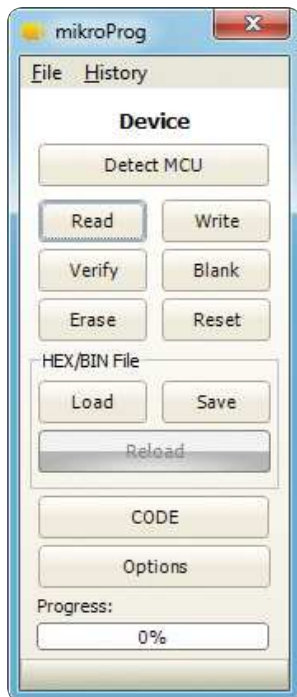 mikroProg
File History
Device
Detect MCU
Read Write
Verify Blank
Erase Reset
HEX/BIN File
Load Save
Reload
CODE
Options
Progress:
0%